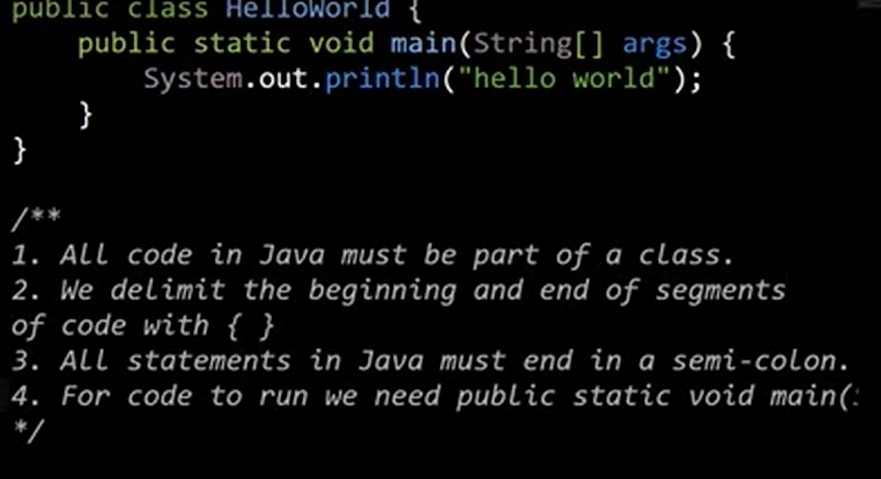 public class HelloWorld {
    public static void main(String[] args) {
        System.out.println("hello world");
    }
}

/**
1. All code in Java must be part of a class.
2. We delimit the beginning and end of segments
of code with { }
3. All statements in Java must end in a semi-colon.
4. For code to run we need public static void main(
*/